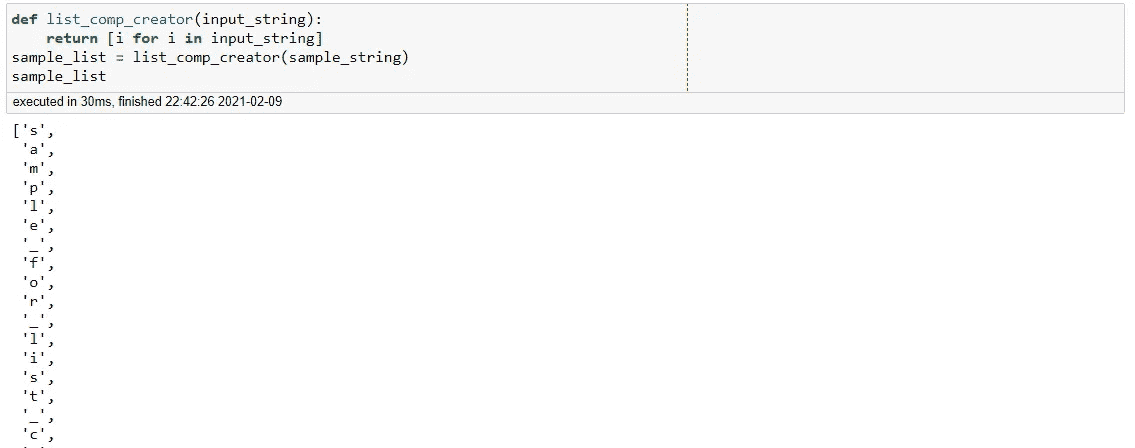 def list_comp_creator(input_string):
    return [i for i in input_string]
sample_list = list_comp_creator(sample_string)
sample_list
executed in 30ms, finished 22:42:26 2021-02-09
['s',
 'a',
 'm',
 'p',
 'l',
 'e',
 '_',
 'f',
 'o',
 'r',
 '_',
 'l',
 'i',
 's',
 't',
 '_',
 'c',